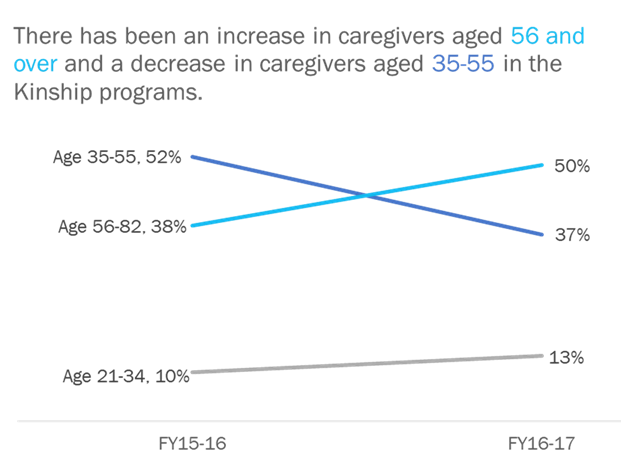 There has been an increase in caregivers aged 56 and
over and a decrease in caregivers aged 35-55 in the
Kinship programs.
Age 35-55, 52%
50%
Age 56-82, 38%
37%
Age 21-34, 10%
13%
FY15-16
FY16-17